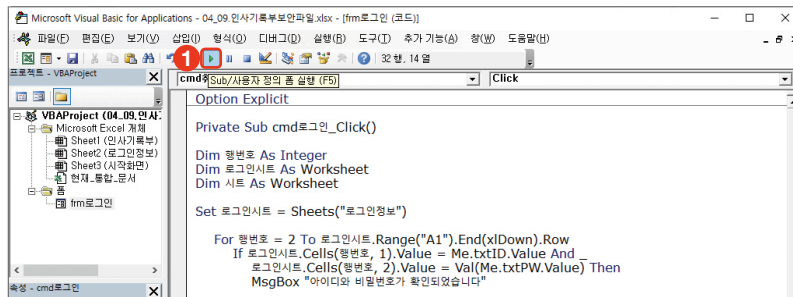 Microsoft Visual Basic for Applications - 04_09.인사기록부보안파일.xlsx - [frm로그인 (코드)]
파일(F) 편집(E) 보기(V) 삽입(I) 형식(O) 디버그(D) 실행(R) 도구(T) 추가 기능(A) 창(W) 도움말(H)
1
32 행, 14 열
프로젝트 - VBAProject
Sub/사용자 정의 폼 실행 (F5)
Click
VBAProject (04_09.인사
Microsoft Excel 개체
Sheet1 (인사기록부)
Sheet2 (로그인정보)
Sheet3 (시작화면)
현재_통합_문서
폼
frm로그인
속성 - cmd로그인
Option Explicit
Private Sub cmd로그인_Click()
Dim 행번호 As Integer
Dim 로그인시트 As Worksheet
Dim 시트 As Worksheet
Set 로그인시트 = Sheets("로그인정보")
For 행번호 = 2 To 로그인시트.Range("A1").End(xlDown).Row
If 로그인시트.Cells(행번호, 1).Value = Me.txtID.Value And _
로그인시트.Cells(행번호, 2).Value = Val(Me.txtPW.Value) Then
MsgBox "아이디와 비밀번호가 확인되었습니다"